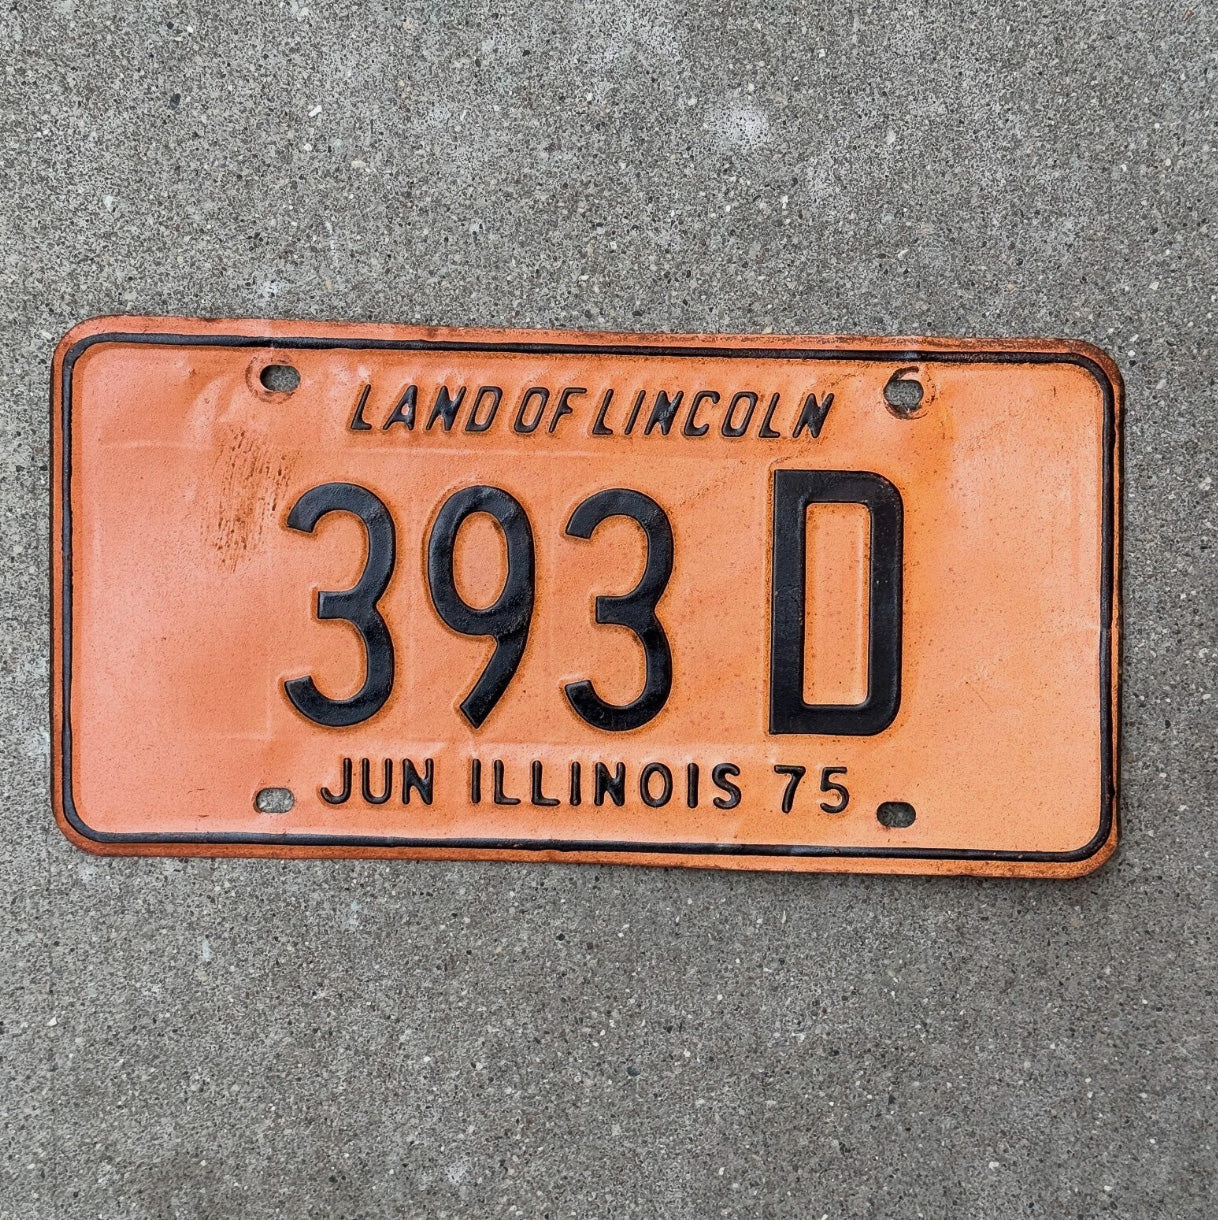 LAND OF LINCOLN
393 D
JUN ILLINOIS 75